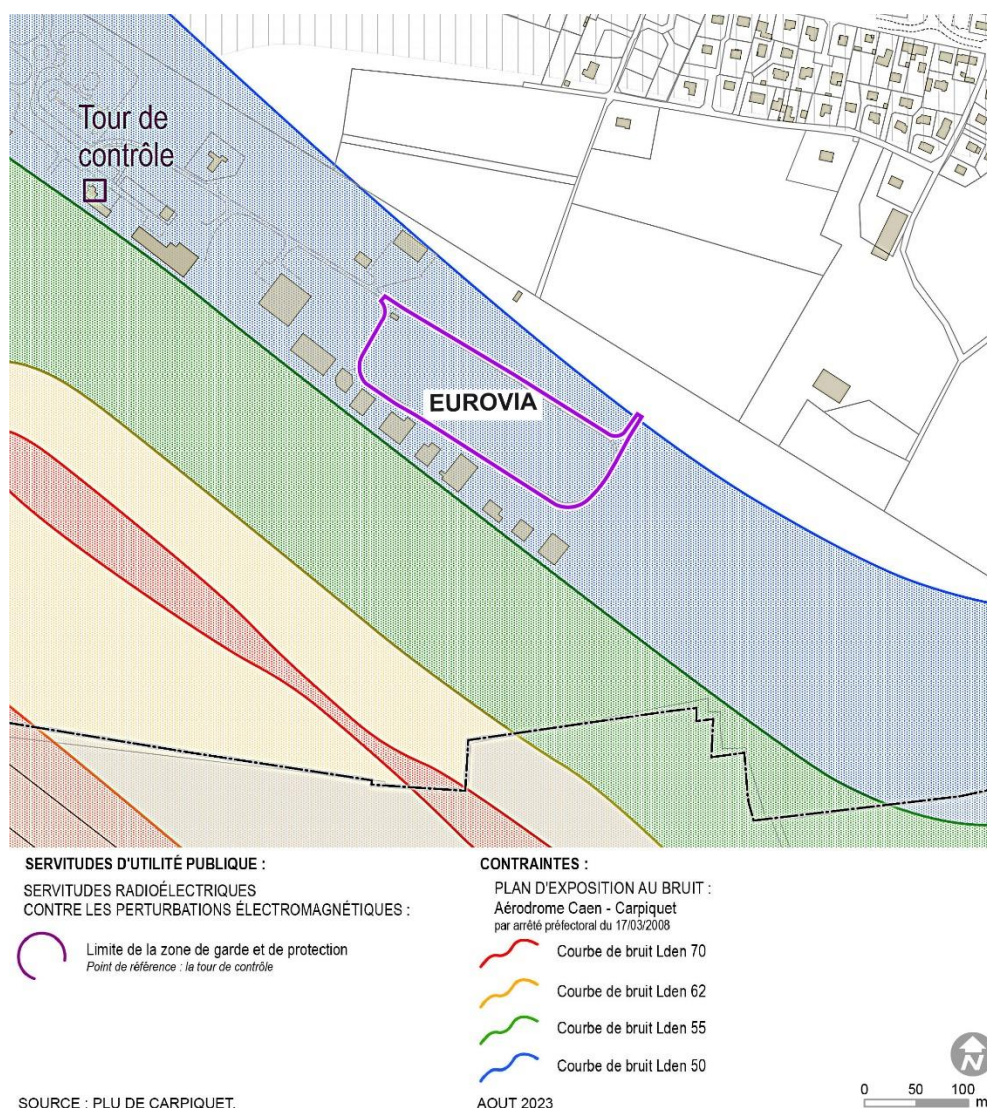 Tour de
contrôle
EUROVIA
SERVITUDES D'UTILITÉ PUBLIQUE :
SERVITUDES RADIOÉLECTRIQUES
CONTRE LES PERTURBATIONS ÉLECTROMAGNÉTIQUES :
Limite de la zone de garde et de protection
Point de référence : la tour de contrôle
CONTRAINTES :
PLAN D'EXPOSITION AU BRUIT :
Aérodrome Caen - Carpiquet
par arrêté préfectoral du 17/03/2008
Courbe de bruit Lden 70
Courbe de bruit Lden 62
Courbe de bruit Lden 55
Courbe de bruit Lden 50
N
0 50 100
m
SOURCE : PLU DE CARPIQUET.
AOUT 2023